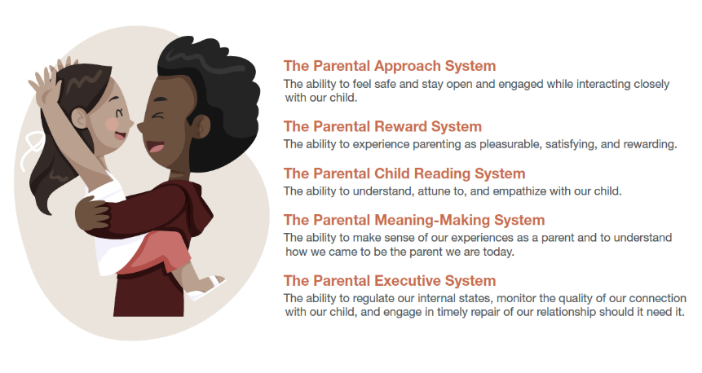 The Parental Approach System
The ability to feel safe and stay open and engaged while interacting closely
with our child.
The Parental Reward System
The ability to experience parenting as pleasurable, satisfying, and rewarding.
The Parental Child Reading System
The ability to understand, attune to, and empathize with our child.
The Parental Meaning-Making System
The ability to make sense of our experiences as a parent and to understand
how we came to be the parent we are today.
The Parental Executive System
The ability to regulate our internal states, monitor the quality of our connection
with our child, and engage in timely repair of our relationship should it need it.